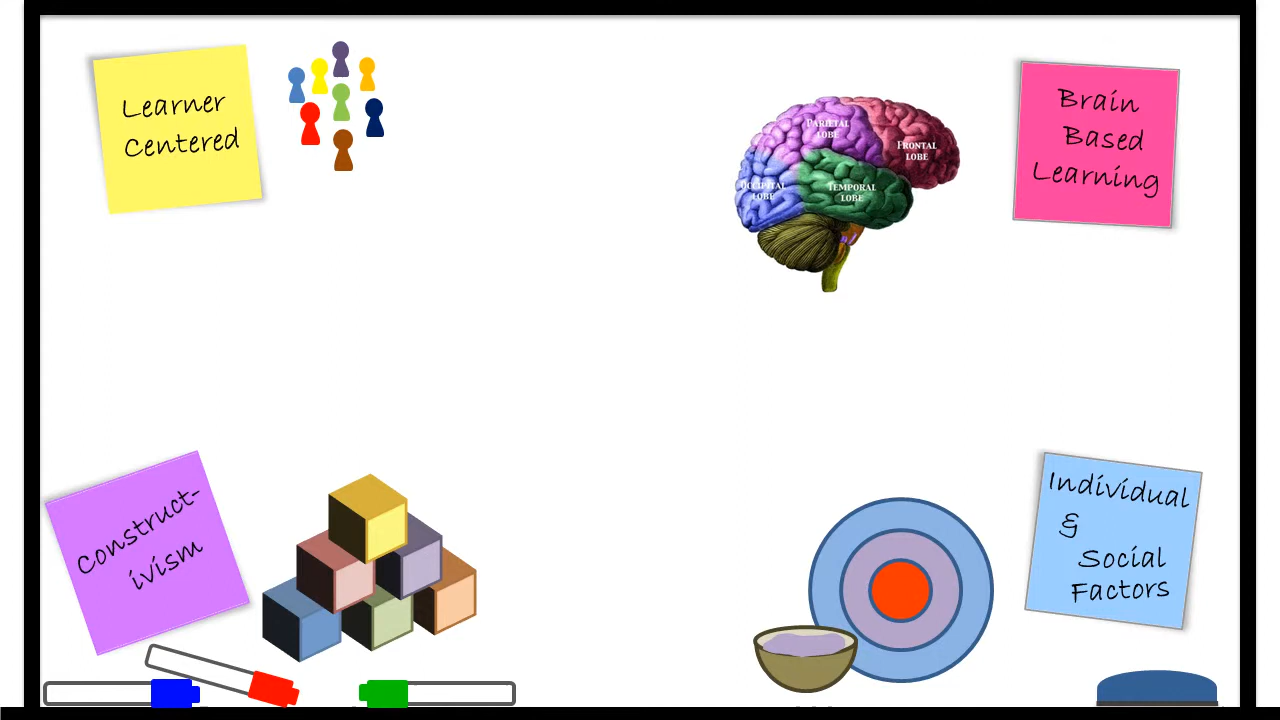 Learner
Centered
PARIETAL
LOBE
FRONTAL
LOBE
OCCIPITAL
LOBE
TEMPORAL
LOBE
Brain
Based
Learning
Construct-
ivism
Individual
&
Social
Factors